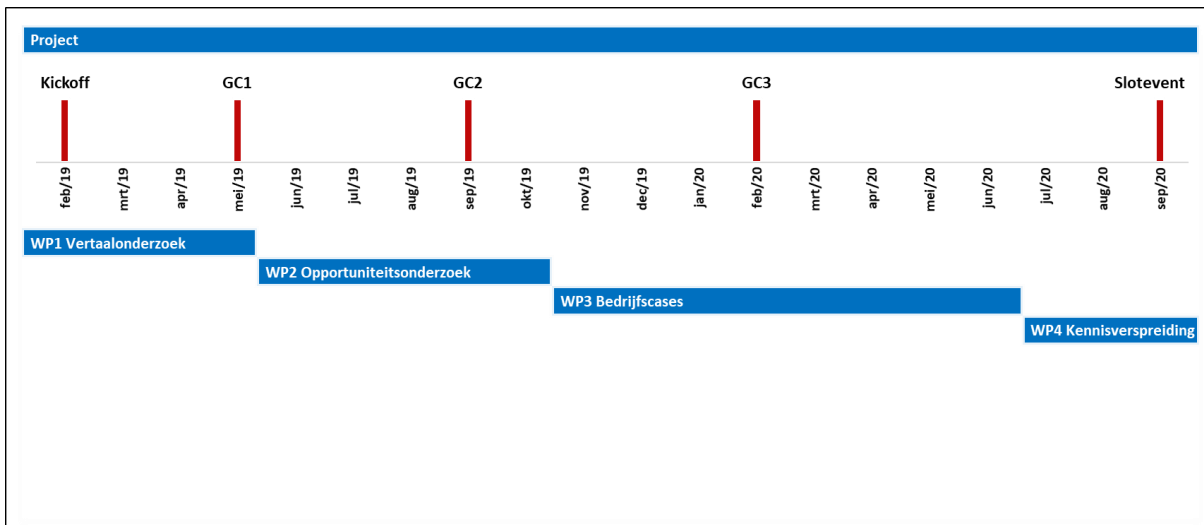 Project
Kickoff GC1 GC2 GC3 Slotevent
feb/19 mrt/19 apr/19 mei/19 jun/19 jul/19 aug/19 sep/19 okt/19 nov/19 dec/19 jan/20 feb/20 mrt/20 apr/20 mei/20 jun/20 jul/20 aug/20 sep/20
WP1 Vertaalonderzoek
WP2 Opportuniteitsonderzoek
WP3 Bedrijfscases
WP4 Kennisverspreiding